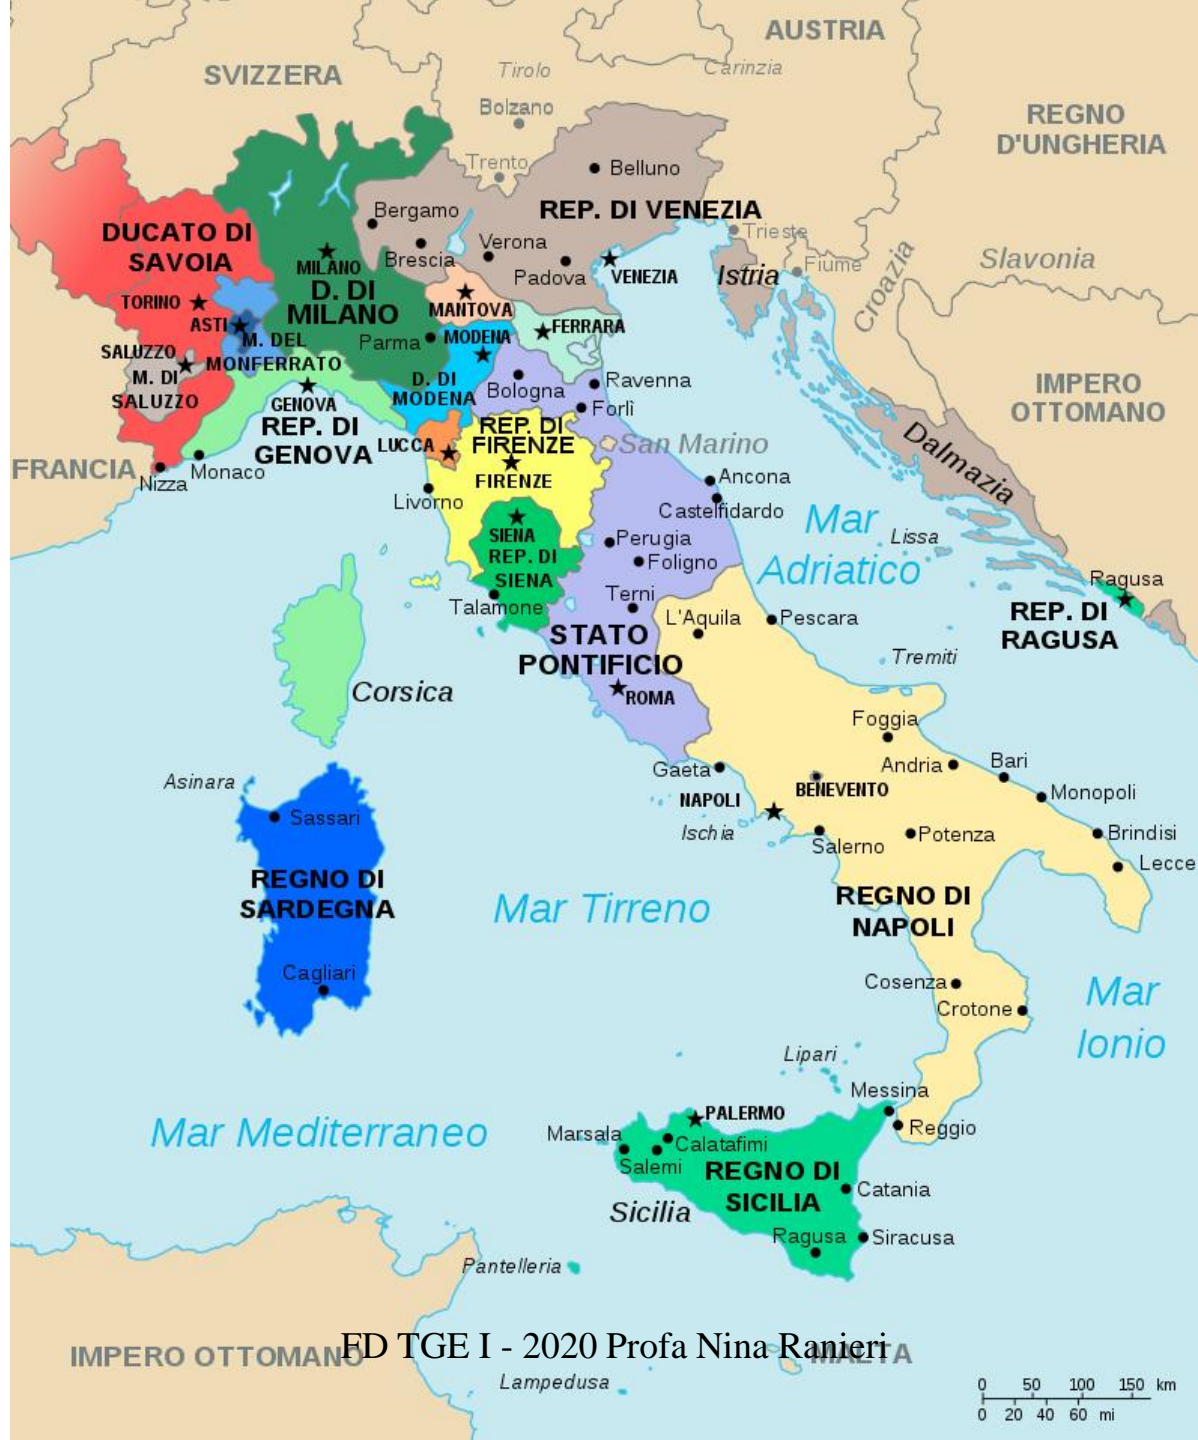 AUSTRIA
SVIZZERA
Tirolo
Carinzia
Bolzano
REGNO
D'UNGHERIA
Trento
Belluno
Bergamo
REP. DI VENEZIA
DUCATO DI
SAVOIA
Trieste
Brescia
Verona
Padova
VENEZIA
Istria
Fiume
Croazia
Slavonia
MILANO
D. DI
MILANO
TORINO
MANTOVA
ASTI
FERRARA
MODENA
M. DEL
MONFERRATO
Parma
SALUZZO
M. DI
SALUZZO
D. DI
MODENA
Bologna
Ravenna
IMPERO
OTTOMANO
GENOVA
REP. DI
GENOVA
Forlì
REP. DI
FIRENZE
LUCCA
San Marino
Dalmazia
FRANCIA
Nizza
Monaco
FIRENZE
Ancona
Livorno
Castelfidardo
Mar
Adriatico
Lissa
SIENA
REP. DI
SIENA
Perugia
Foligno
Ragusa
REP. DI
RAGUSA
Talamone
Terni
L'Aquila
Pescara
STATO
PONTIFICIO
Tremiti
ROMA
Corsica
Foggia
Gaeta
Andria
Bari
Asinara
NAPOLI
BENEVENTO
Monopoli
Sassari
Ischia
Salerno
Potenza
Brindisi
Lecce
REGNO DI
SARDEGNA
Mar Tirreno
REGNO DI
NAPOLI
Cagliari
Cosenza
Crotone
Mar
Ionio
Lipari
Messina
Mar Mediterraneo
PALERMO
Reggio
Marsala
Calatafimi
Salemi
REGNO DI
SICILIA
Catania
Sicilia
Ragusa
Siracusa
Pantelleria
IMPERO OTTOMANO
FD TGE I - 2020 Profa Nina Ranieri
MALTA
Lampedusa
0 50 100 150 km
0 20 40 60 mi